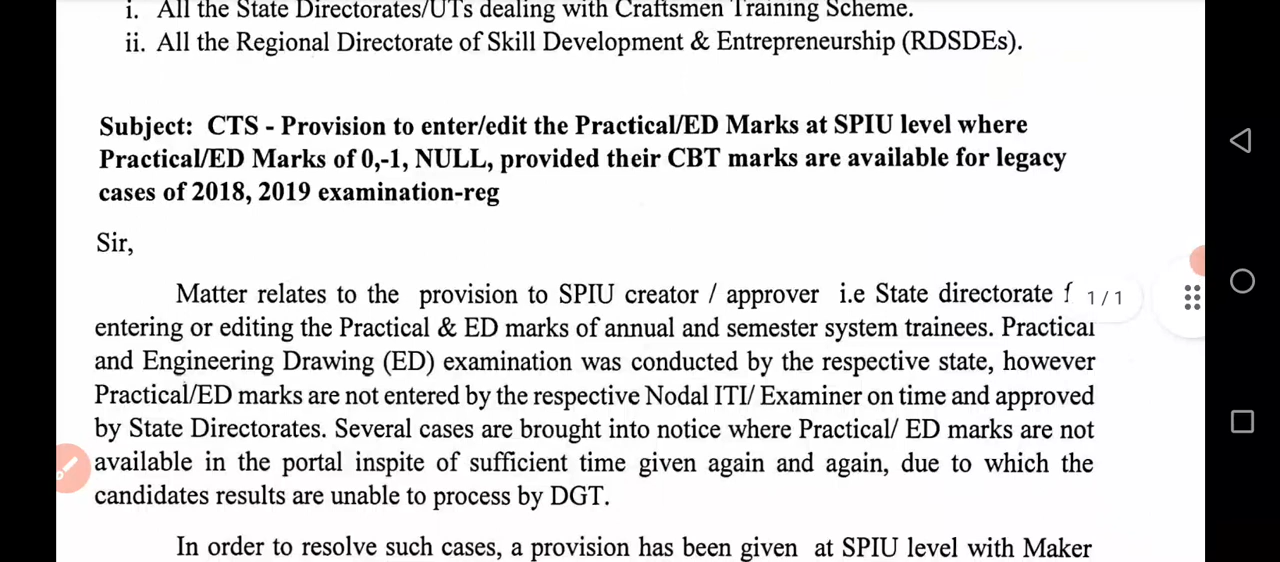 i. All the State Directorates/UTs dealing with Craftsmen Training Scheme.
ii. All the Regional Directorate of Skill Development & Entrepreneurship (RDSDEs).
Subject: CTS - Provision to enter/edit the Practical/ED Marks at SPIU level where
Practical/ED Marks of 0,-1, NULL, provided their CBT marks are available for legacy
cases of 2018, 2019 examination-reg
Sir,
Matter relates to the provision to SPIU creator / approver i.e State directorate
1/1
entering or editing the Practical & ED marks of annual and semester system trainees. Practical
and Engineering Drawing (ED) examination was conducted by the respective state, however
Practical/ED marks are not entered by the respective Nodal ITI/ Examiner on time and approved
by State Directorates. Several cases are brought into notice where Practical/ ED marks are not
available in the portal inspite of sufficient time given again and again, due to which the
candidates results are unable to process by DGT.
In order to resolve such cases, a provision has been given at SPIU level with Maker